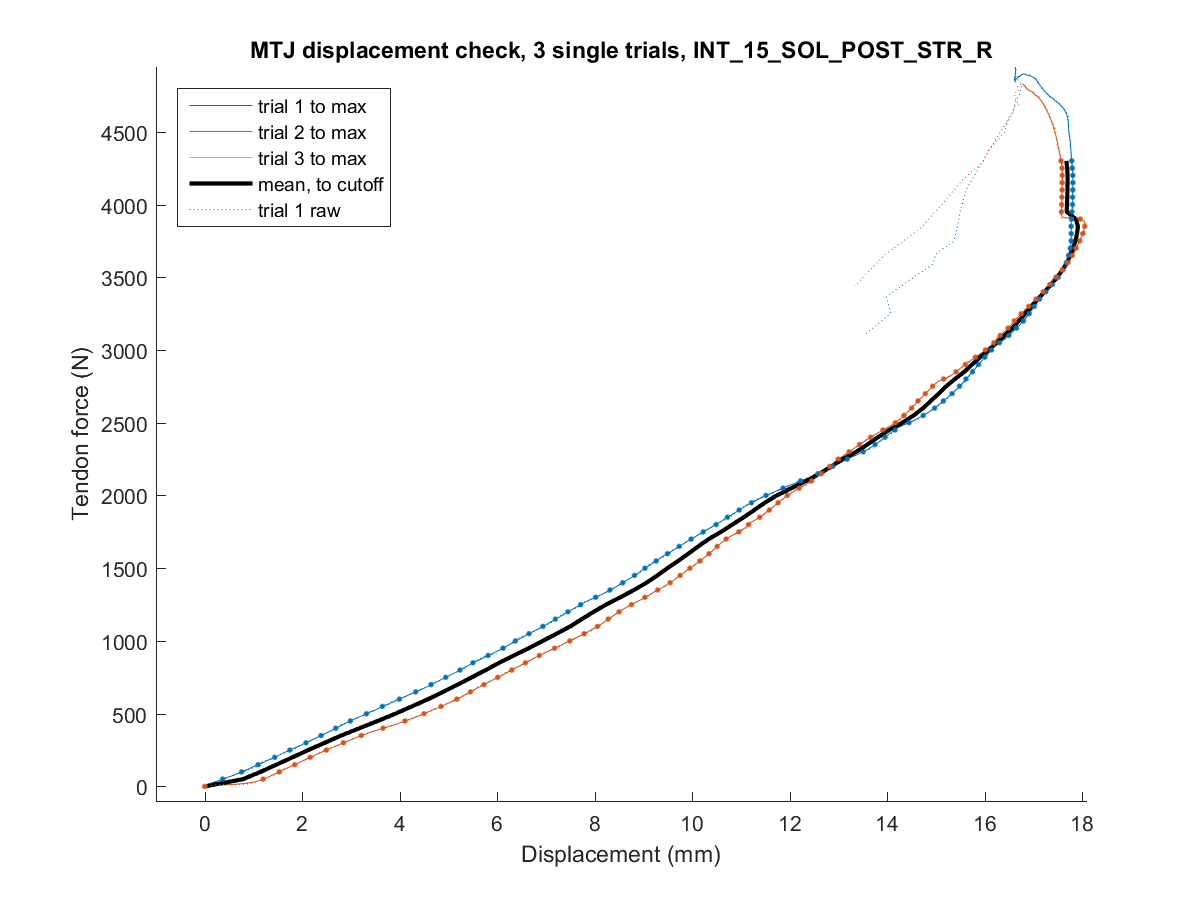 MTJ displacement check, 3 single trials, INT_15_SOL_POST_STR_R
trial 1 to max
trial 2 to max
trial 3 to max
mean, to cutoff
trial 1 raw
Tendon force (N)
4500
4000
3500
3000
2500
2000
1500
1000
500
0
0 2 4 6 8 10 12 14 16 18
Displacement (mm)